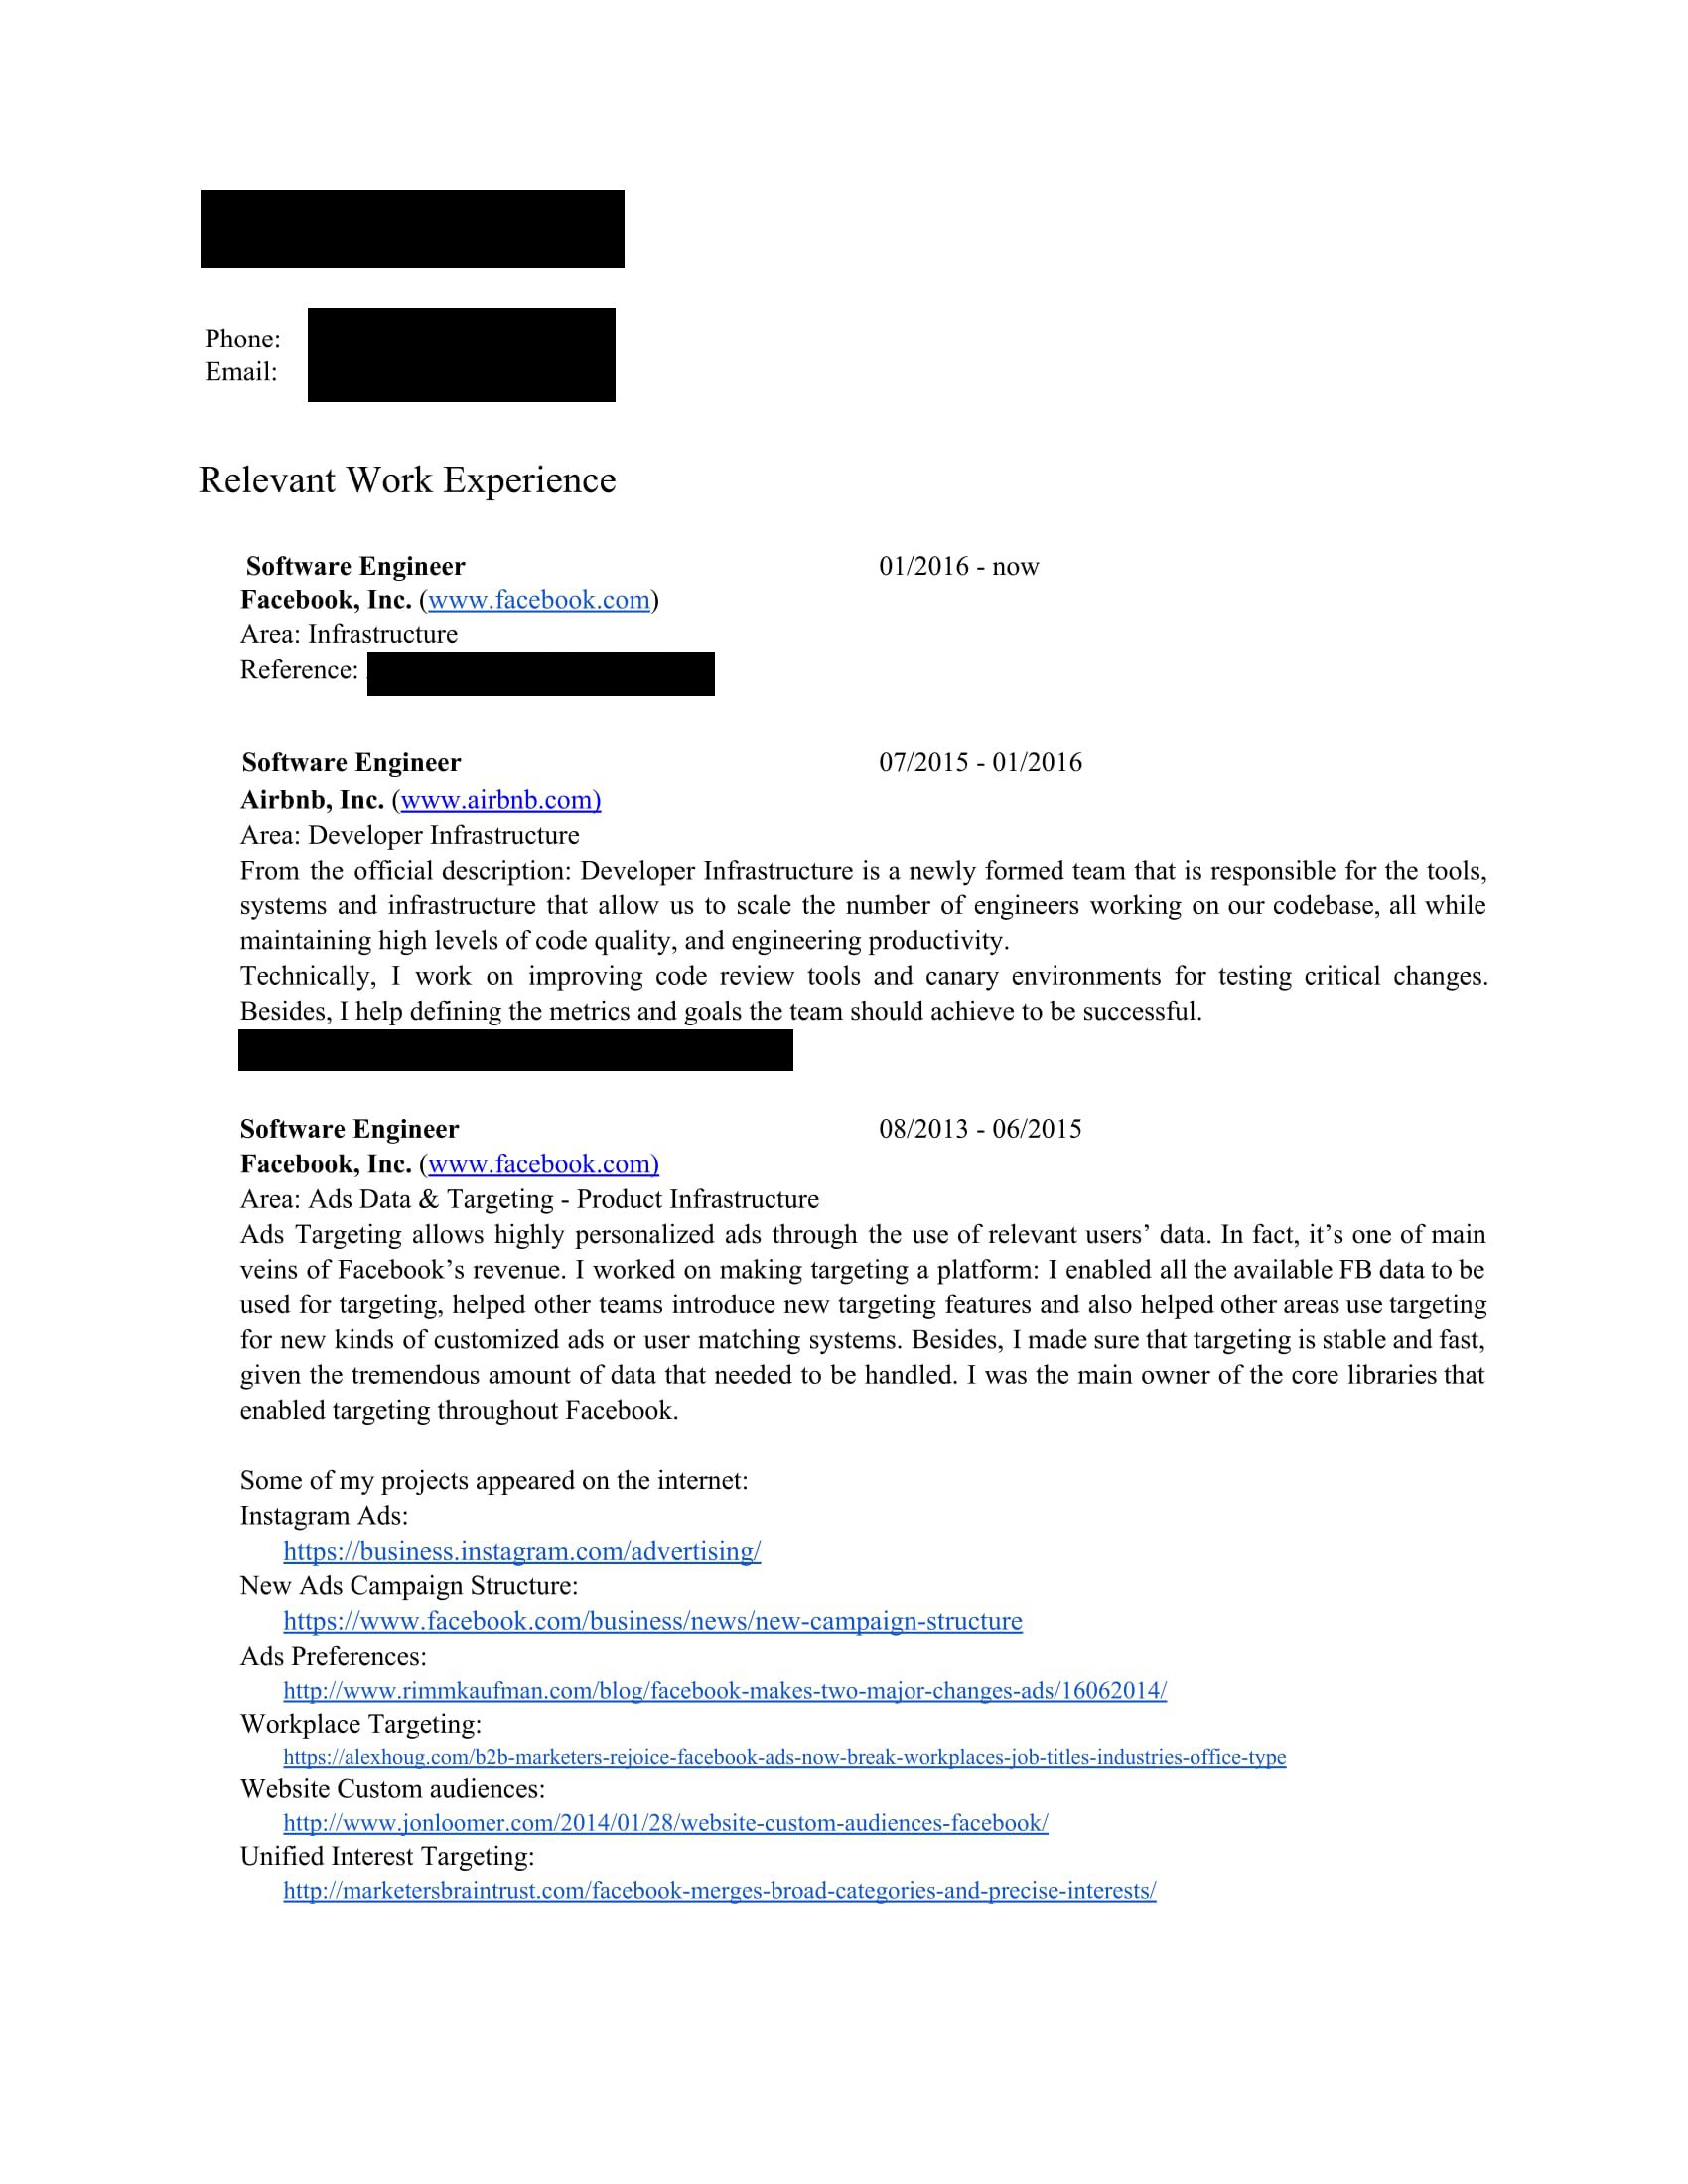 Phone:
Email:
Relevant Work Experience
Software Engineer 01/2016 - now
Facebook, Inc. (www.facebook.com)
Area: Infrastructure
Reference:
Software Engineer 07/2015 - 01/2016
Airbnb, Inc. (www.airbnb.com)
Area: Developer Infrastructure
From the official description: Developer Infrastructure is a newly formed team that is responsible for the tools,
systems and infrastructure that allow us to scale the number of engineers working on our codebase, all while
maintaining high levels of code quality, and engineering productivity.
Technically, I work on improving code review tools and canary environments for testing critical changes.
Besides, I help defining the metrics and goals the team should achieve to be successful.
Software Engineer 08/2013 - 06/2015
Facebook, Inc. (www.facebook.com)
Area: Ads Data & Targeting - Product Infrastructure
Ads Targeting allows highly personalized ads through the use of relevant users’ data. In fact, it’s one of main
veins of Facebook’s revenue. I worked on making targeting a platform: I enabled all the available FB data to be
used for targeting, helped other teams introduce new targeting features and also helped other areas use targeting
for new kinds of customized ads or user matching systems. Besides, I made sure that targeting is stable and fast,
given the tremendous amount of data that needed to be handled. I was the main owner of the core libraries that
enabled targeting throughout Facebook.
Some of my projects appeared on the internet:
Instagram Ads:
https://business.instagram.com/advertising/
New Ads Campaign Structure:
https://www.facebook.com/business/news/new-campaign-structure
Ads Preferences:
http://www.rimmkaufman.com/blog/facebook-makes-two-major-changes-ads/16062014/
Workplace Targeting:
https://alexhoug.com/b2b-marketers-rejoice-facebook-ads-now-break-workplaces-job-titles-industries-office-type
Website Custom audiences:
http://www.jonloomer.com/2014/01/28/website-custom-audiences-facebook/
Unified Interest Targeting:
http://marketersbraintrust.com/facebook-merges-broad-categories-and-precise-interests/